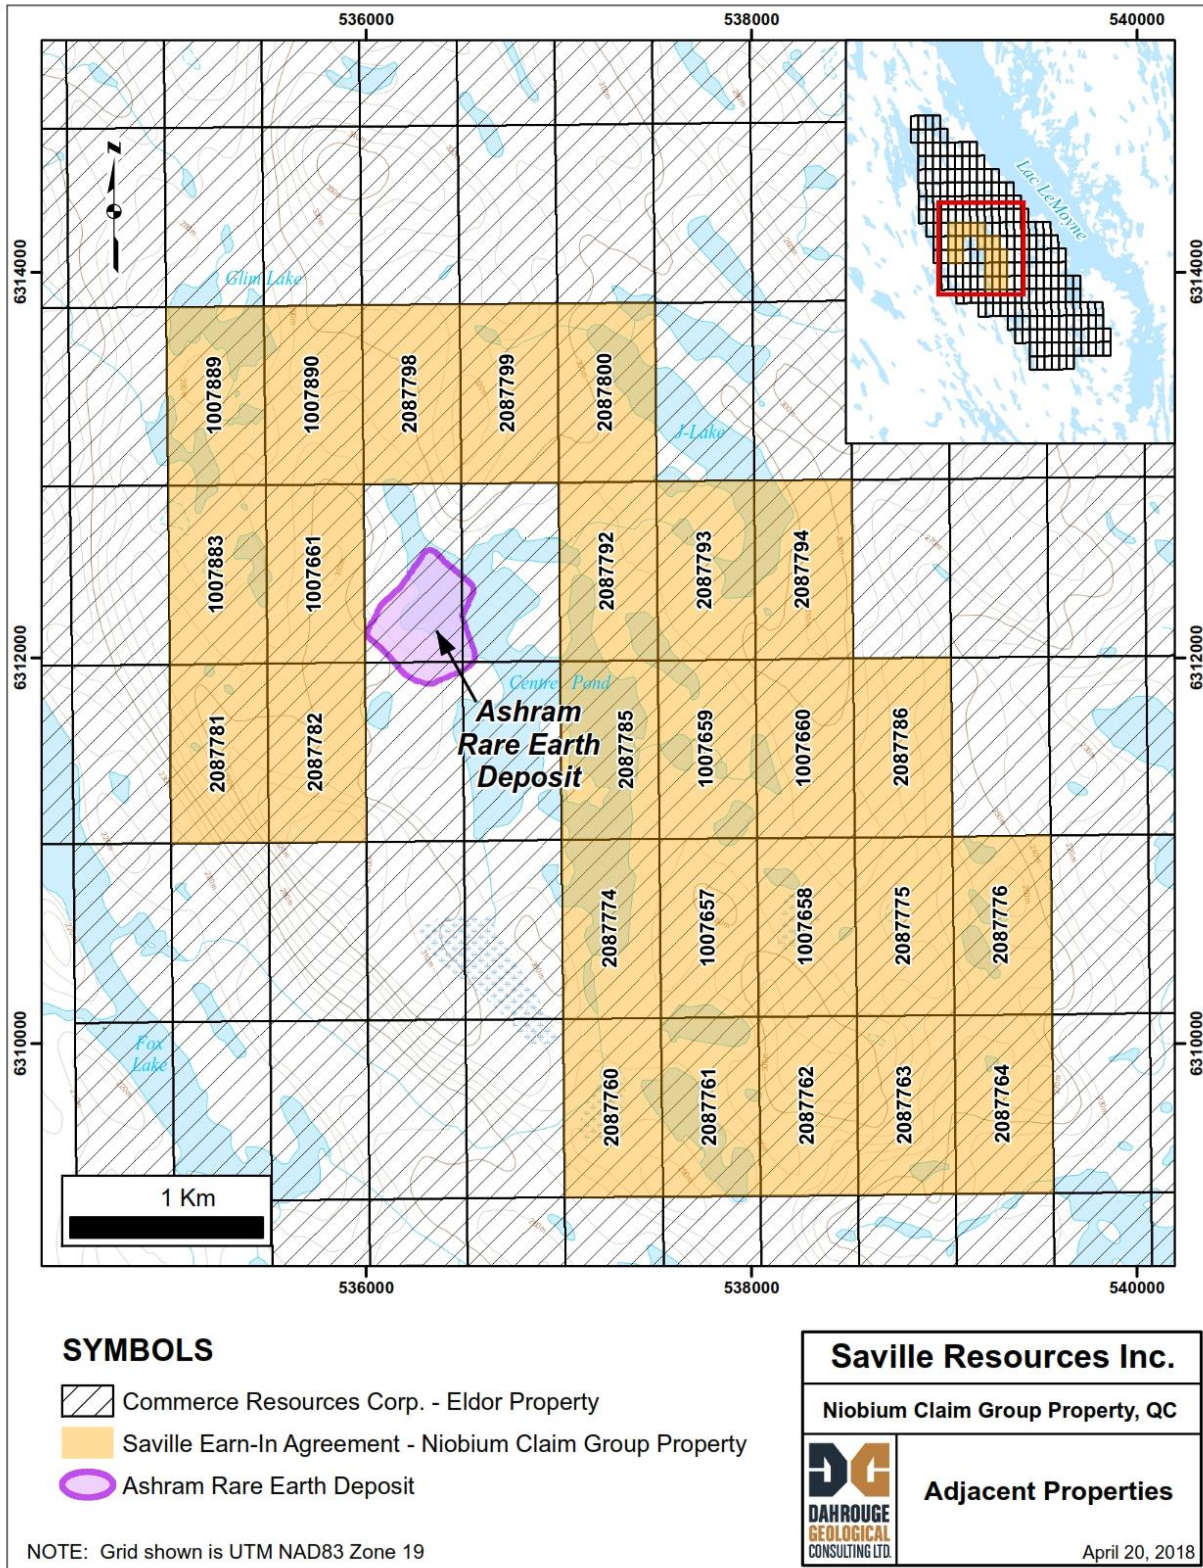 536000
538000
540000
N
Lac LeMoyne
6314000
6314000
Glim Lake
1007889
1007890
2087798
2087799
2087800
J-Lake
1007883
1007661
2087792
2087793
2087794
6312000
6312000
Centre Pond
Ashram
Rare Earth
Deposit
2087781
2087782
2087785
1007659
1007660
2087786
2087774
1007657
1007658
2087775
2087776
6310000
6310000
Fox
Lake
2087760
2087761
2087762
2087763
2087764
1 Km
536000
538000
540000
SYMBOLS
Commerce Resources Corp. - Eldor Property
Saville Earn-In Agreement - Niobium Claim Group Property
Ashram Rare Earth Deposit
NOTE: Grid shown is UTM NAD83 Zone 19
Saville Resources Inc.
Niobium Claim Group Property, QC
DAHROUGE
GEOLOGICAL
CONSULTING LTD.
Adjacent Properties
April 20, 2018